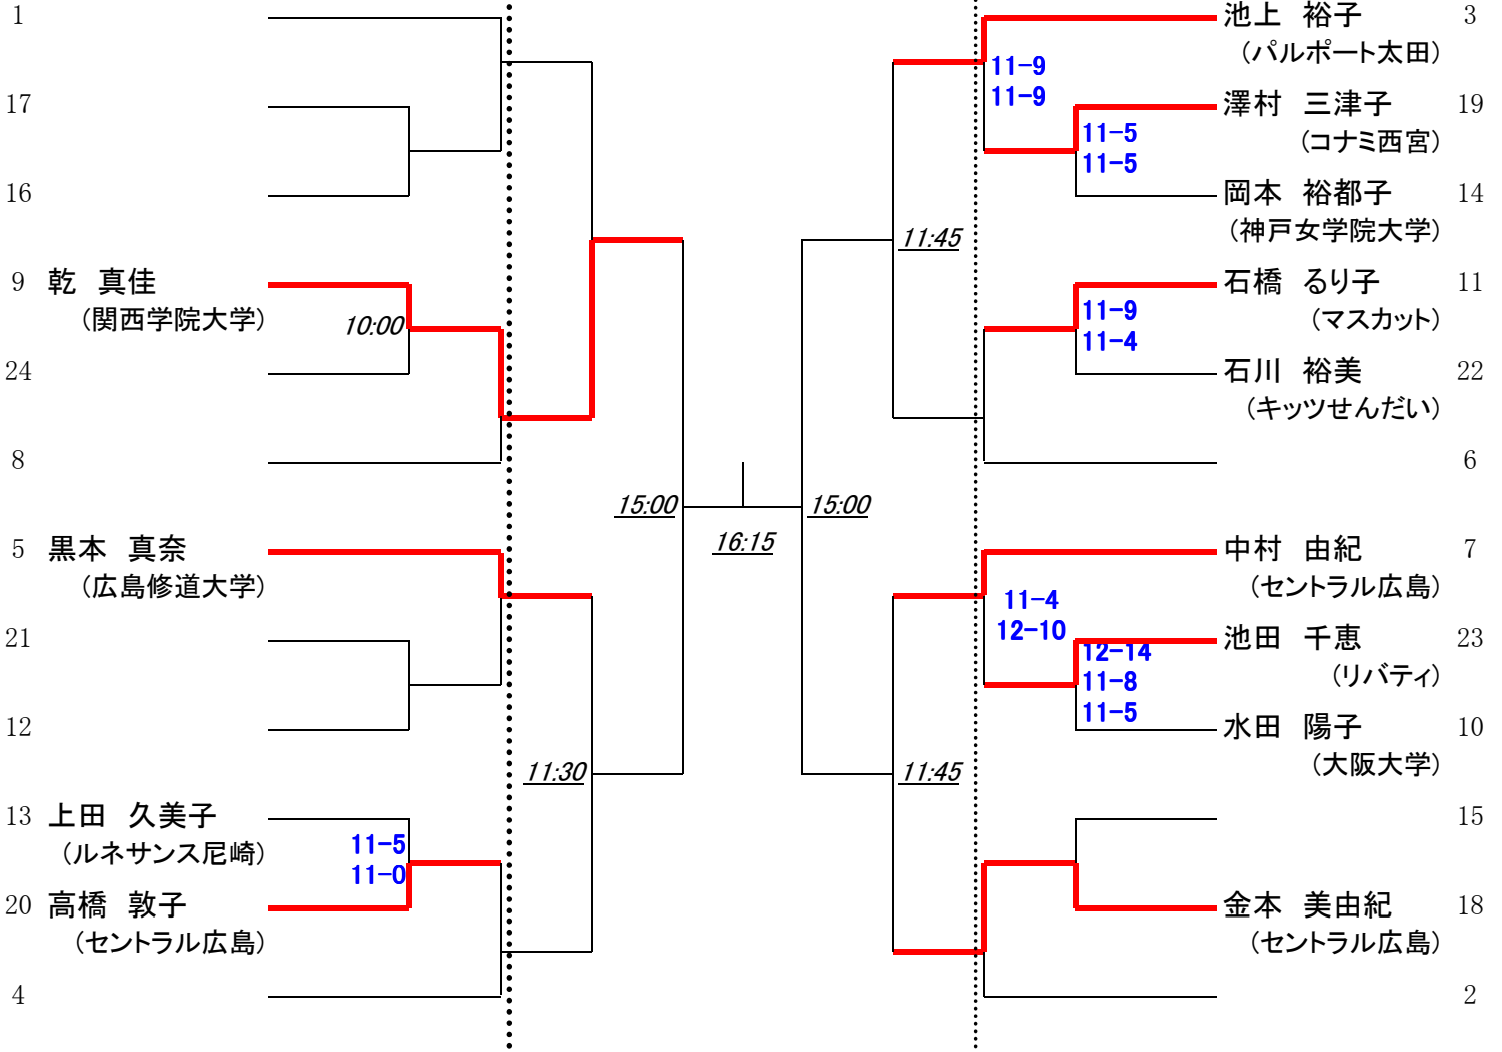 1
17
16
9 乾 真佳
(関西学院大学)
10:00
24
8
5 黒本 真奈
(広島修道大学)
21
12
11:30
13 上田 久美子
(ルネサンス尼崎)
11-5
11-0
20 高橋 敦子
(セントラル広島)
4
15:00
16:15
15:00
池上 裕子 3
(パルポート太田)
11-9
11-9
澤村 三津子 19
(コナミ西宮)
11-5
11-5
岡本 裕都子 14
(神戸女学院大学)
11:45
石橋 るり子 11
(マスカット)
11-9
11-4
石川 裕美 22
(キッツせんだい)
6
中村 由紀 7
(セントラル広島)
11-4
12-10
池田 千恵 23
(リバティ)
12-14
11-8
11-5
水田 陽子 10
(大阪大学)
11:45
15
金本 美由紀 18
(セントラル広島)
2